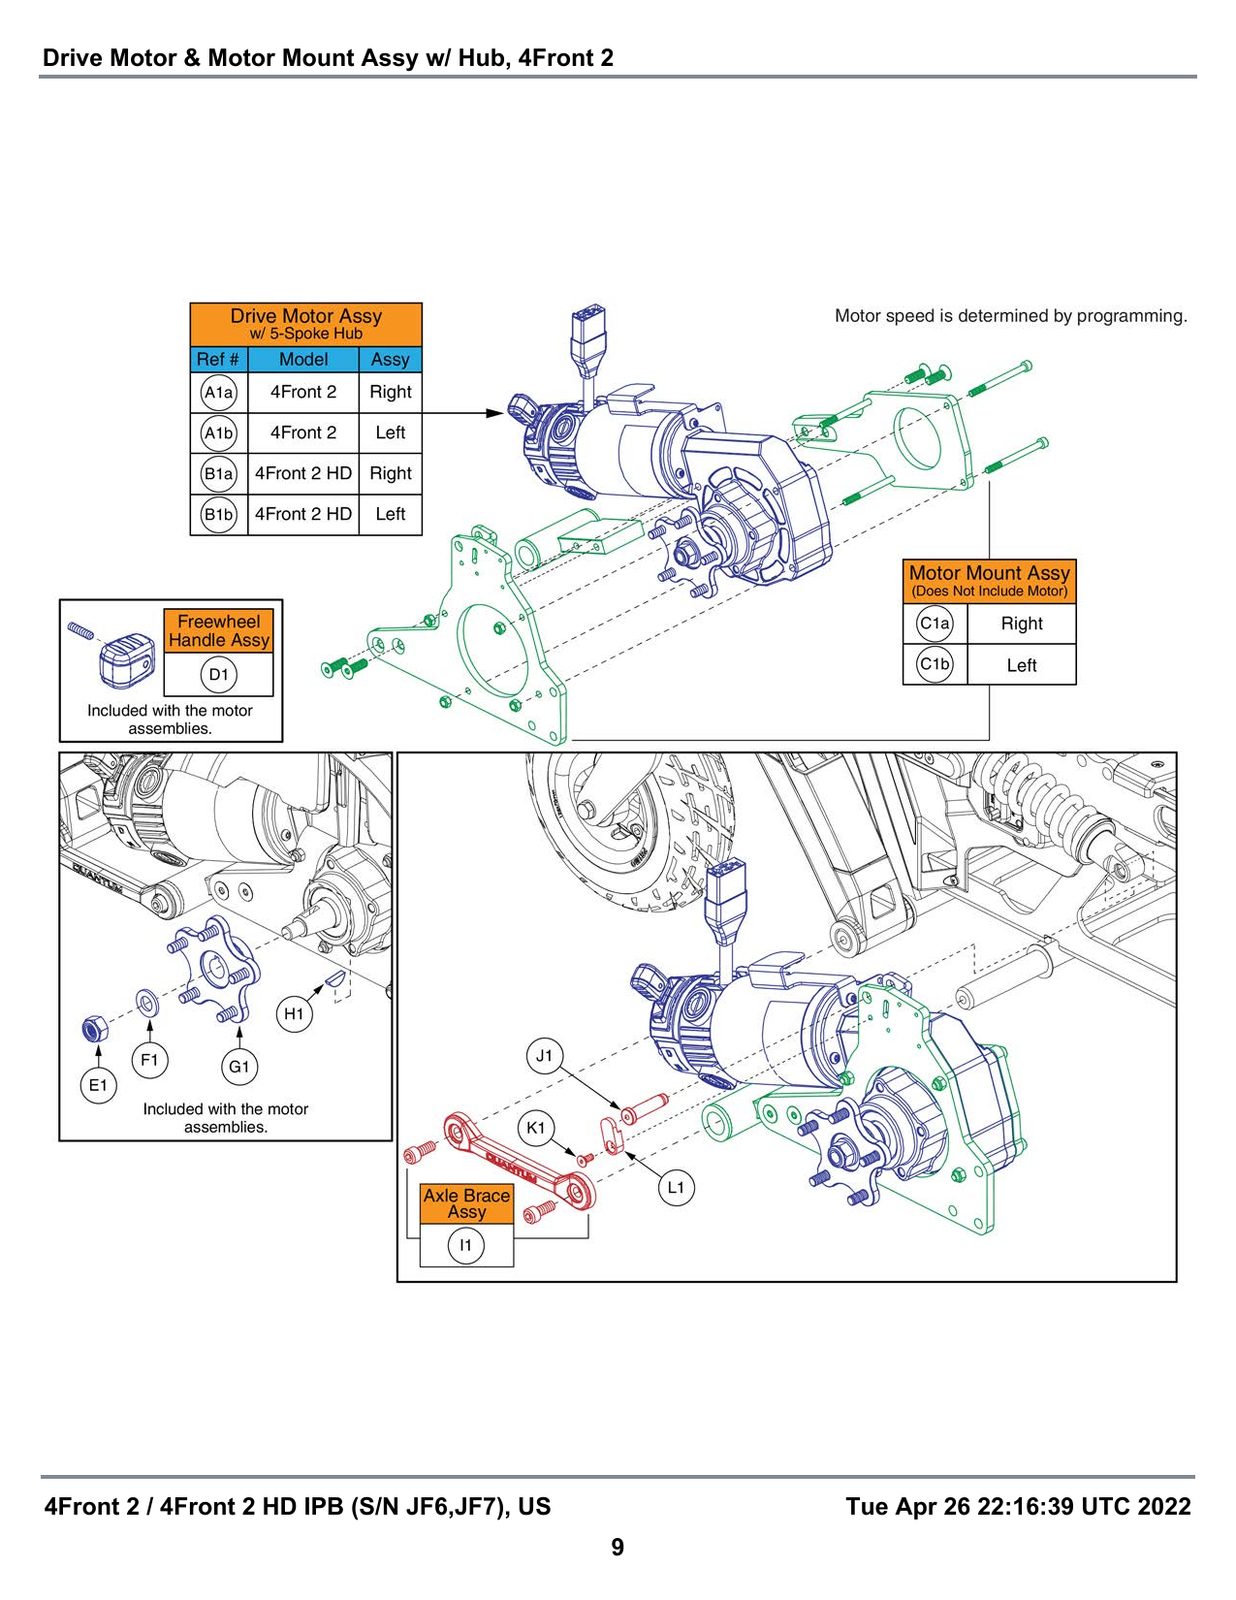 Drive Motor & Motor Mount Assy w/ Hub, 4Front 2
Motor speed is determined by programming.
Drive Motor Assy
w/ 5-Spoke Hub
Ref # Model Assy
A1a 4Front 2 Right
A1b 4Front 2 Left
B1a 4Front 2 HD Right
B1b 4Front 2 HD Left
Motor Mount Assy
(Does Not Include Motor)
C1a Right
C1b Left
Freewheel
Handle Assy
D1
Included with the motor
assemblies.
QUANTUM
H1
G1
F1
E1
Included with the motor
assemblies.
J1
K1
L1
QUANTUM
Axle Brace
Assy
I1
4Front 2 / 4Front 2 HD IPB (S/N JF6,JF7), US
Tue Apr 26 22:16:39 UTC 2022
9